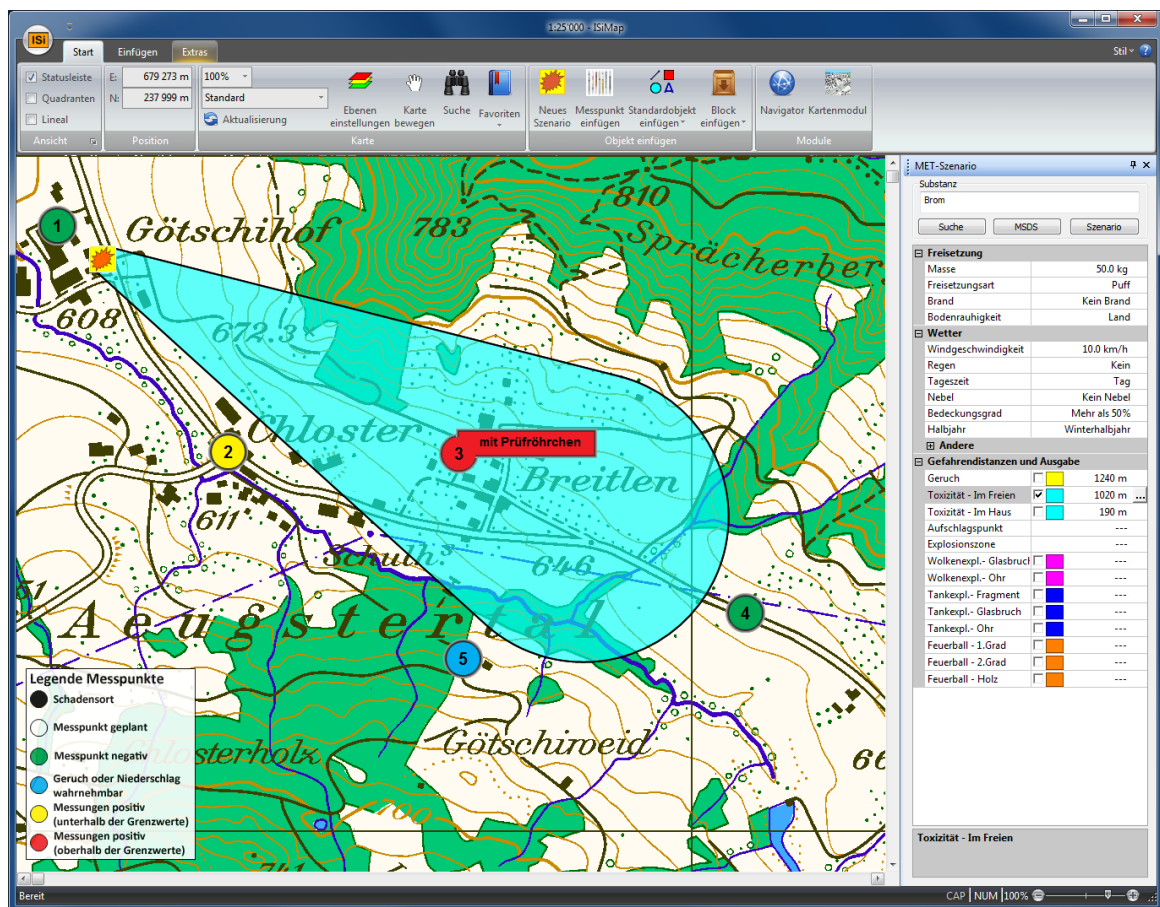 1:25'000 - ISiMap
ISi
Start Einfügen Extras
Stil
Statusleiste E: 679 273 m 100%
Quadranten N: 237 999 m Standard
Lineal Aktualisierung
Ebenen einstellungen
Karte bewegen
Suche
Favoriten
Neues Szenario
Messpunkt einfügen
Standardobjekt einfügen
Block einfügen
Navigator
Kartenmodul
Ansicht Position Karte Objekt einfügen Module
1
Götschihof
783
810
Sprächerber
608
672.3
Chloster
2
3
mit Prüfröhrchen
Breitlen
611
Schuth.
646
51
Aeugstertal
4
5
Chlosterholz
Götschiweid
66
700
741
Legende Messpunkte
Schadensort
Messpunkt geplant
Messpunkt negativ
Geruch oder Niederschlag
wahrnehmbar
Messungen positiv
(unterhalb der Grenzwerte)
Messungen positiv
(oberhalb der Grenzwerte)
MET-Szenario
Substanz
Brom
Suche MSDS Szenario
Freisetzung
Masse 50.0 kg
Freisetzungsart Puff
Brand Kein Brand
Bodenrauhigkeit Land
Wetter
Windgeschwindigkeit 10.0 km/h
Regen Kein
Tageszeit Tag
Nebel Kein Nebel
Bedeckungsgrad Mehr als 50%
Halbjahr Winterhalbjahr
Andere
Gefahrendistanzen und Ausgabe
Geruch 1240 m
Toxizität - Im Freien 1020 m ...
Toxizität - Im Haus 190 m
Aufschlagspunkt ---
Explosionszone ---
Wolkenexpl.- Glasbruch ---
Wolkenexpl.- Ohr ---
Tankexpl.- Fragment ---
Tankexpl.- Glasbruch ---
Tankexpl.- Ohr ---
Feuerball - 1.Grad ---
Feuerball - 2.Grad ---
Feuerball - Holz ---
Toxizität - Im Freien
Bereit
CAP NUM 100%